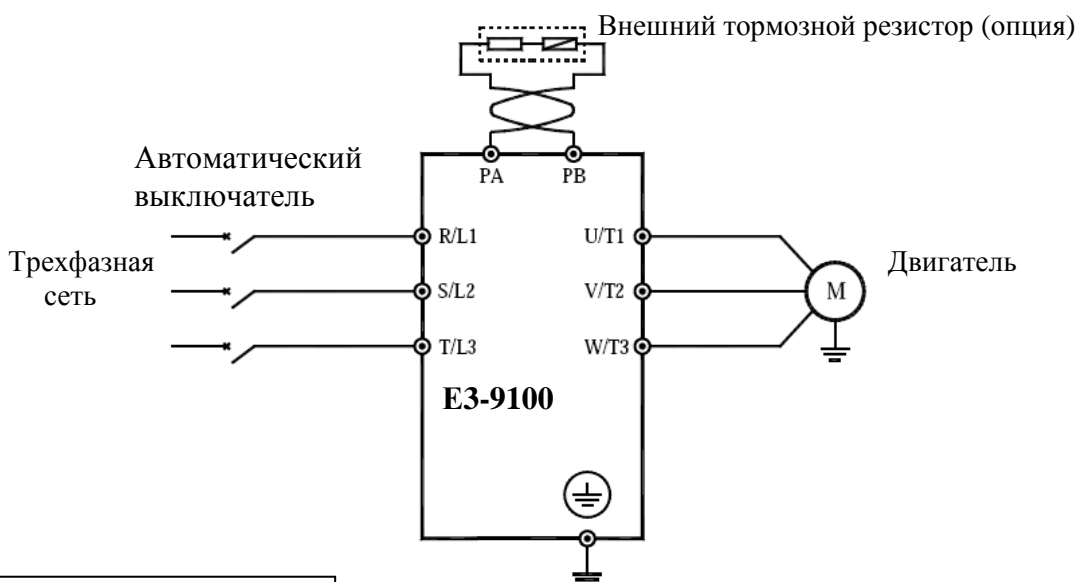 Внешний тормозной резистор (опция)
Автоматический
выключатель
PA PB
R/L1 U/T1
Трехфазная
сеть
Двигатель
S/L2 V/T2 M
T/L3 W/T3
E3-9100